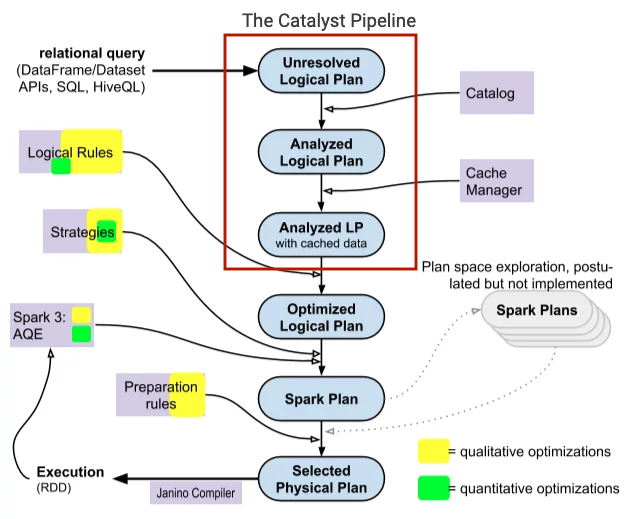 The Catalyst Pipeline
relational query
(DataFrame/Dataset
APIs, SQL, HiveQL)
Unresolved
Logical Plan
Catalog
Analyzed
Logical Plan
Logical Rules
Cache
Manager
Analyzed LP
with cached data
Strategies
Plan space exploration, postu-
lated but not implemented
Spark Plans
Optimized
Logical Plan
Spark 3:
AQE
Preparation
rules
Spark Plan
= qualitative optimizations
Execution
(RDD)
Janino Compiler
Selected
Physical Plan
= quantitative optimizations